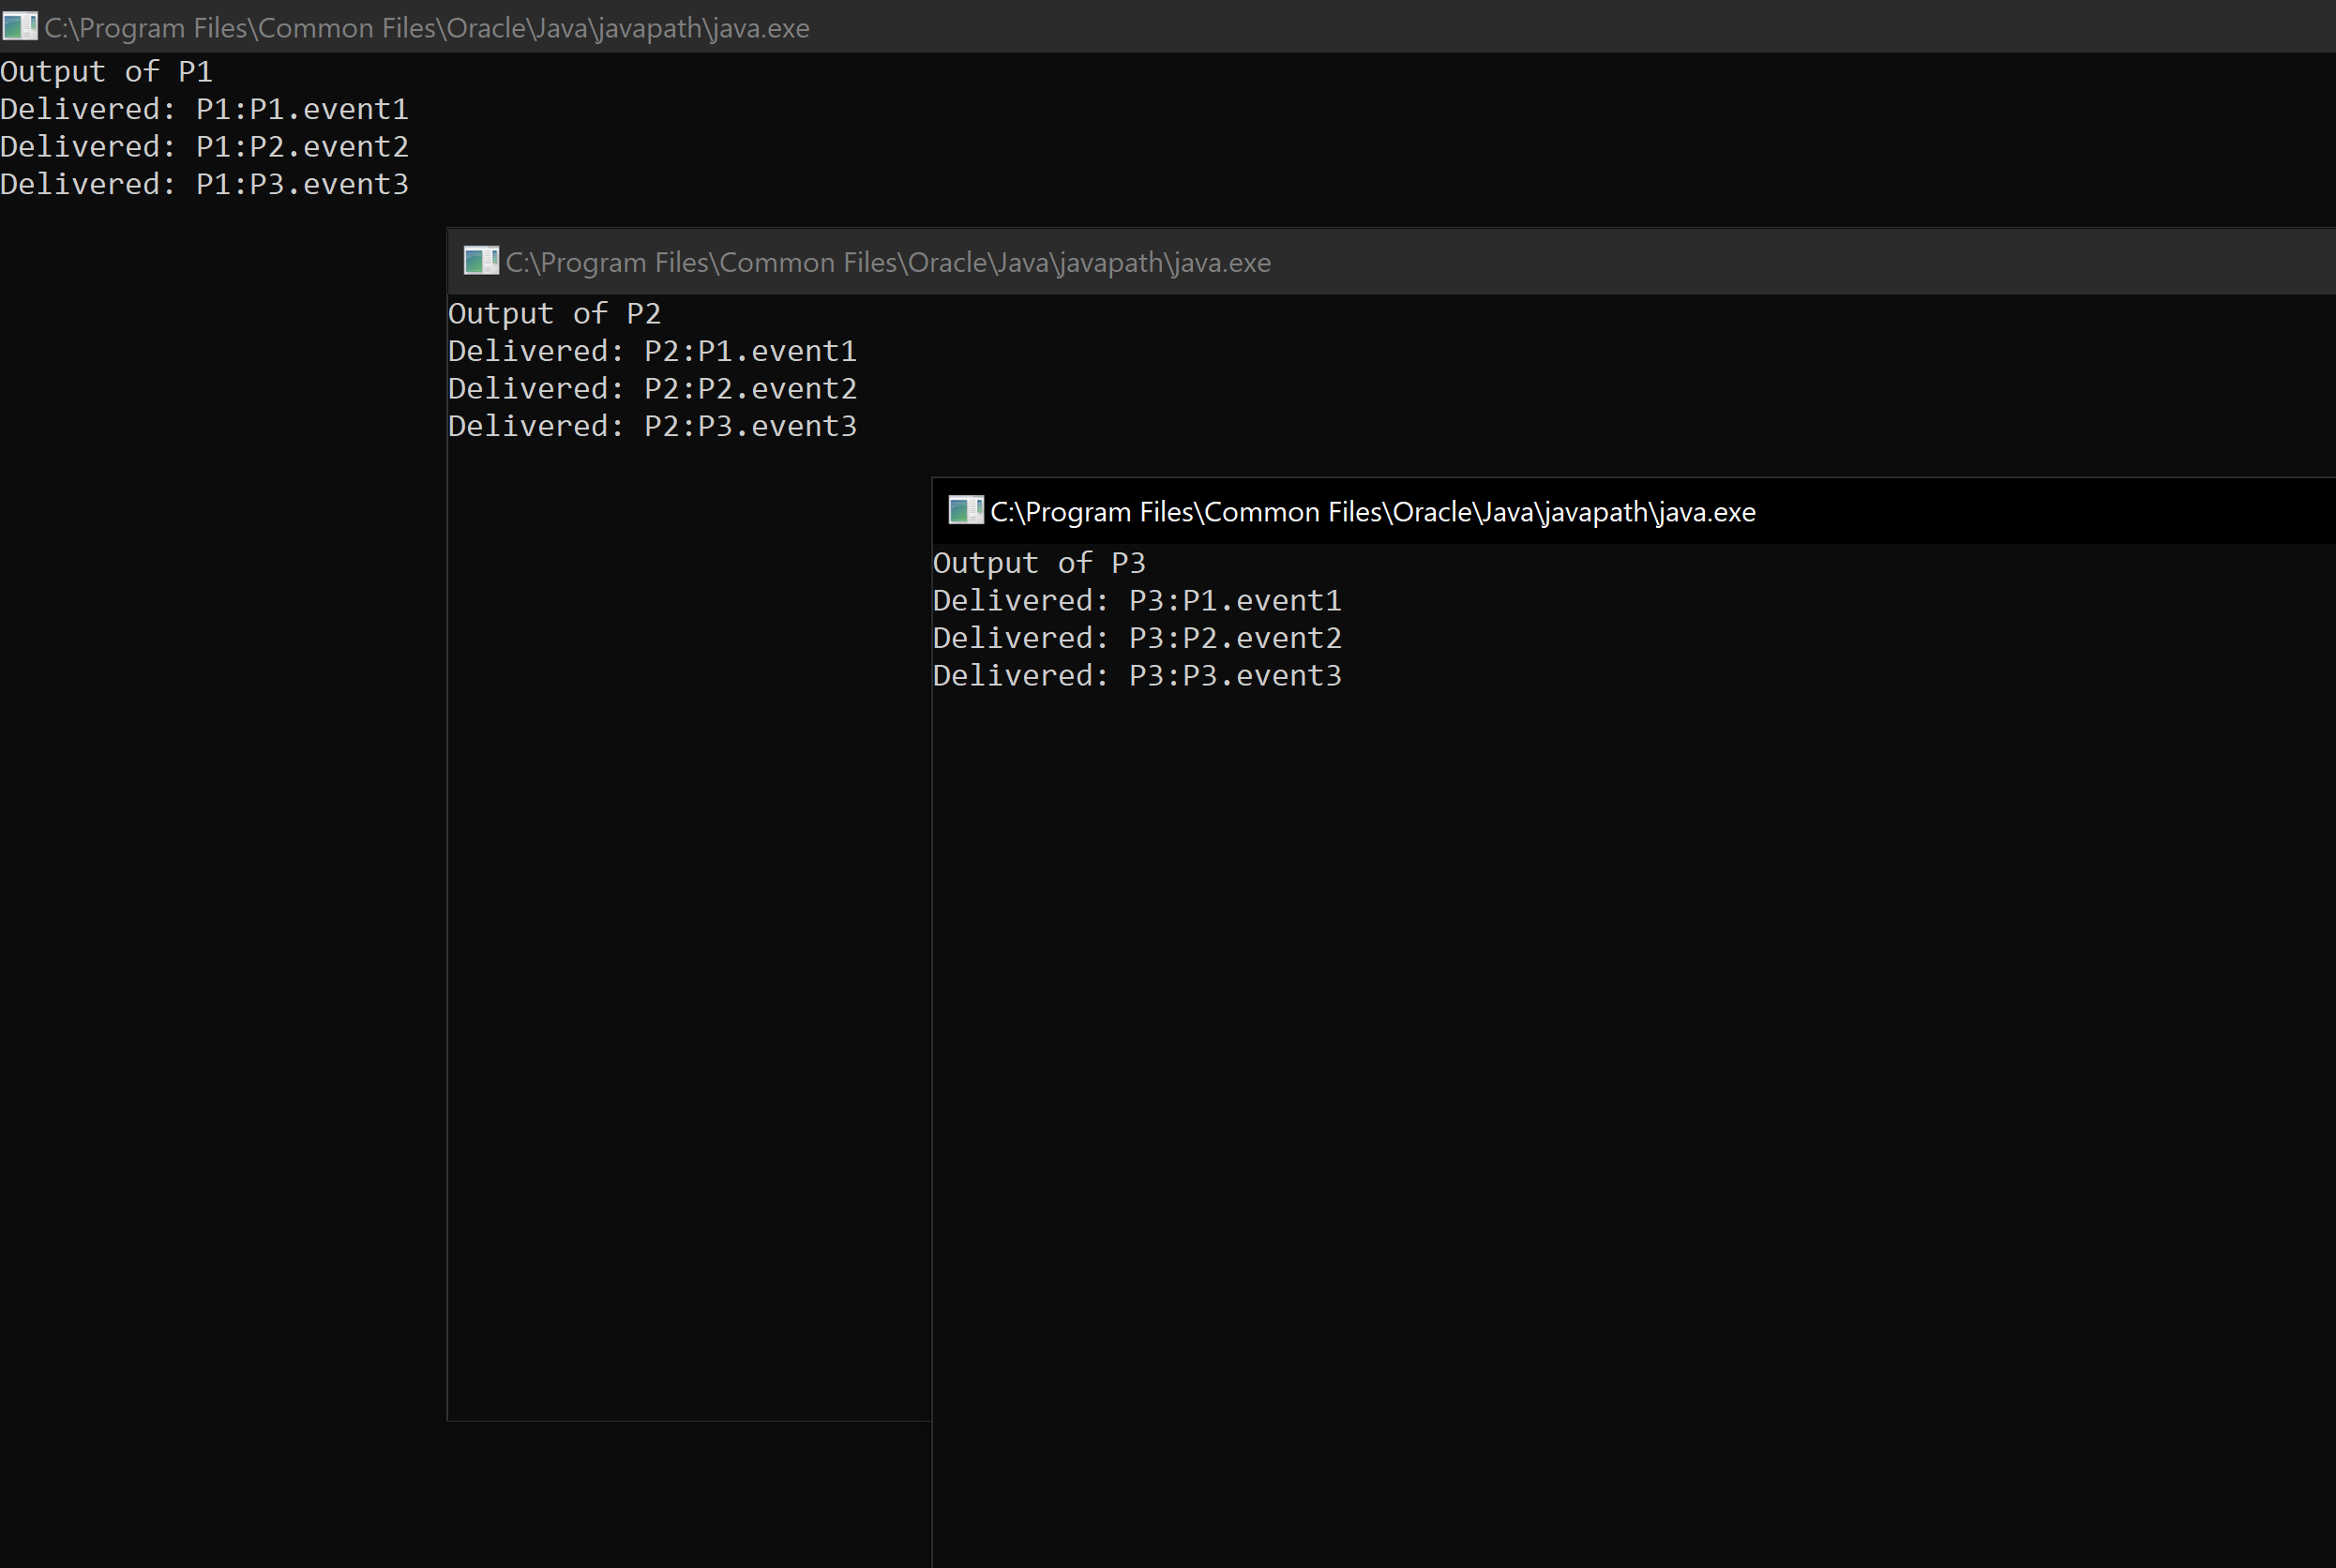 C:\Program Files\Common Files\Oracle\Java\javapath\java.exe
Output of P1
Delivered: P1:P1.event1
Delivered: P1:P2.event2
Delivered: P1:P3.event3
C:\Program Files\Common Files\Oracle\Java\javapath\java.exe
Output of P2
Delivered: P2:P1.event1
Delivered: P2:P2.event2
Delivered: P2:P3.event3
C:\Program Files\Common Files\Oracle\Java\javapath\java.exe
Output of P3
Delivered: P3:P1.event1
Delivered: P3:P2.event2
Delivered: P3:P3.event3